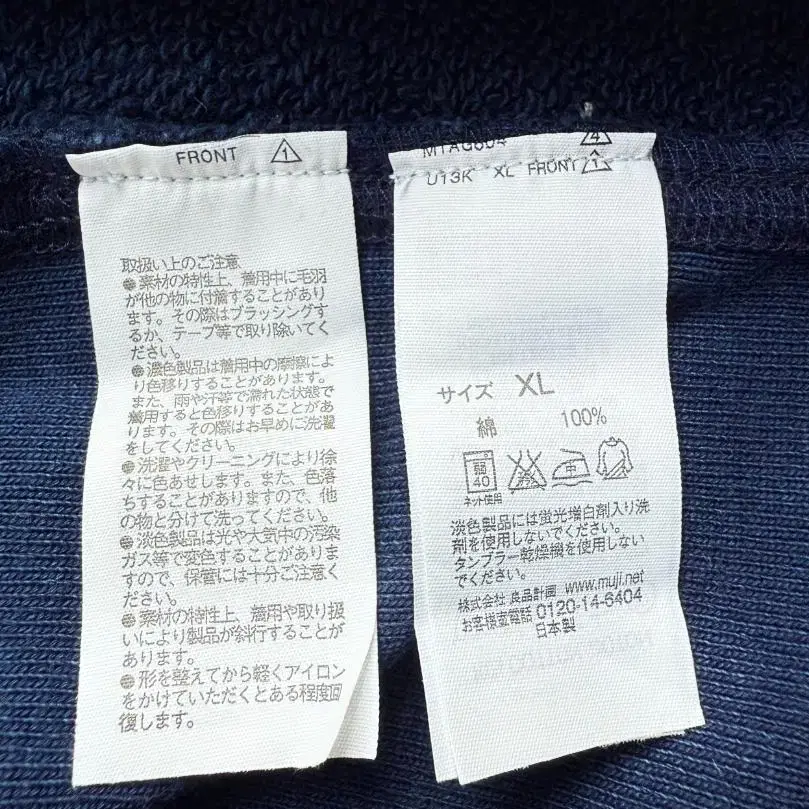 FRONT 1
取扱い上のご注意
●素材の特性上、着用中に毛羽
が他の物に付着することがあり
ます。その際はブラッシングす
るか、テープ等で取り除いてく
ださい。
●濃色製品は着用中の摩擦によ
り色移りすることがあります。
また、雨や汗等で濡れた状態で
着用すると色移りすることがあ
ります。その際はお早めに洗濯
をしてください。
●洗濯やクリーニングにより徐
々に色あせします。また、色落
ちすることがありますので、他
の物と分けて洗ってください。
●淡色製品は光や大気中の汚染
ガス等で変色することがありま
すので、保管には十分ご注意く
ださい。
●素材の特性上、着用や取り扱
いにより製品が斜行することが
あります。
●形を整えてから軽くアイロン
をかけていただくとある程度回
復します。
4
U13K XL FRONT 1
サイズ XL
綿 100%
弱
40
中
ネット使用
淡色製品には蛍光増白剤入り洗
剤を使用しないでください。
タンブラー乾燥機を使用しない
でください。
株式会社 良品計画 www.muji.net
お客様室電話 0120-14-6404
日本製